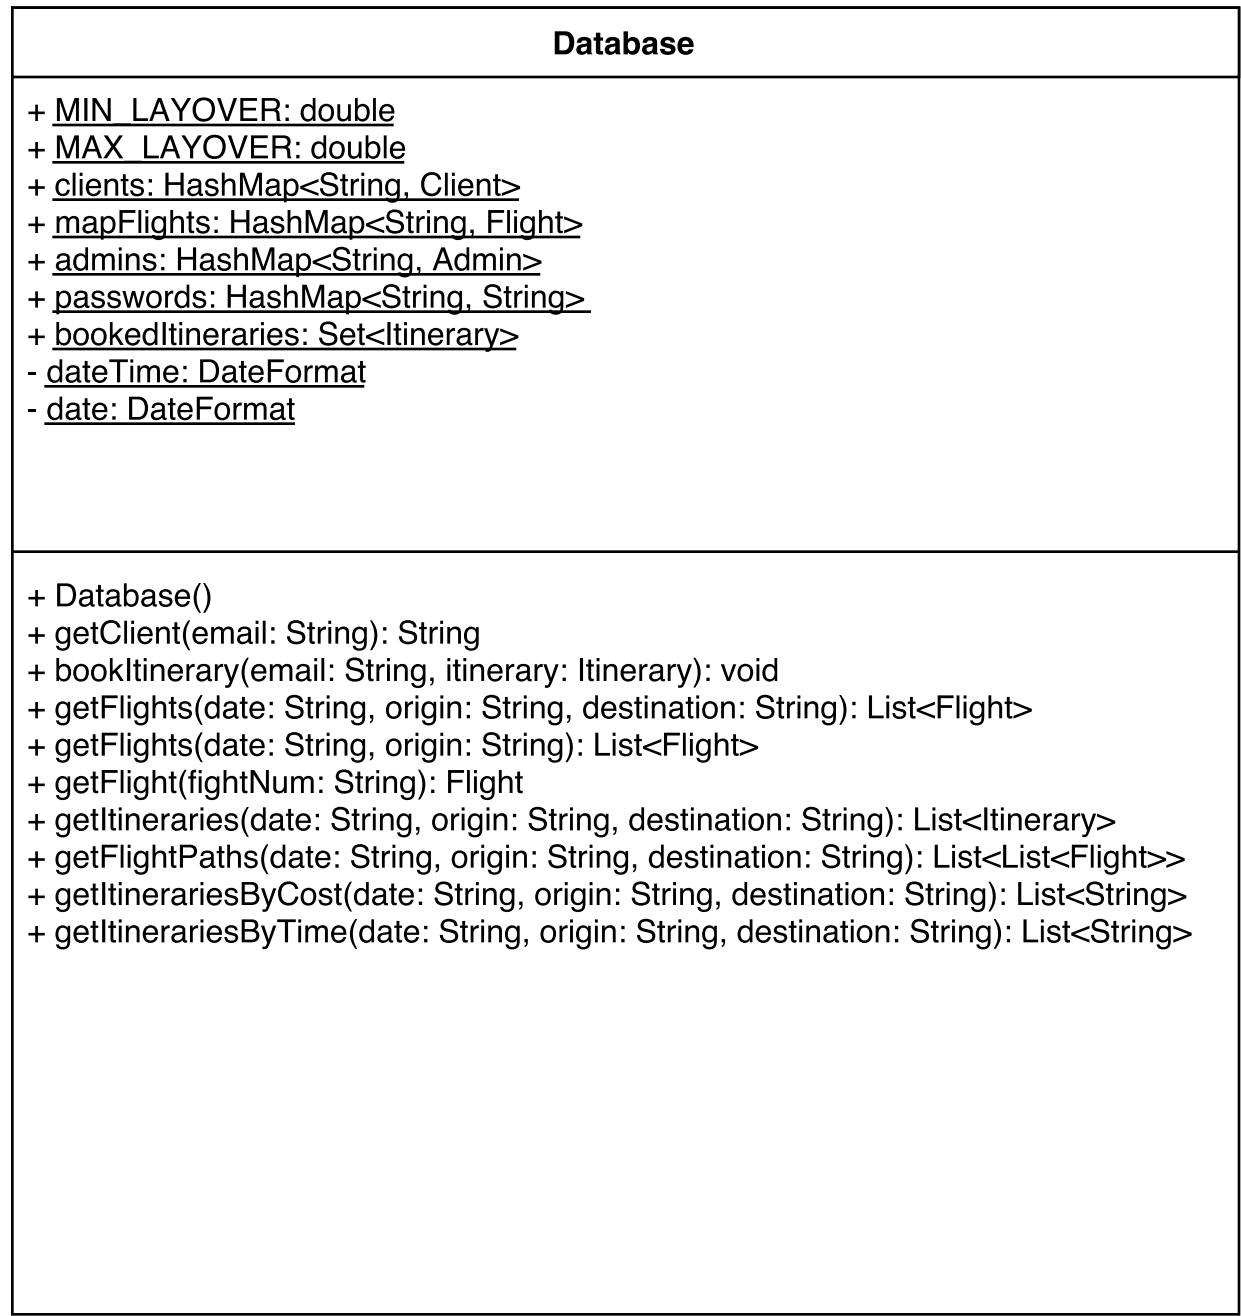 Database
+ MIN_LAYOVER: double
+ MAX_LAYOVER: double
+ clients: HashMap<String, Client>
+ mapFlights: HashMap<String, Flight>
+ admins: HashMap<String, Admin>
+ passwords: HashMap<String, String>
+ bookedItineraries: Set<Itinerary>
- dateTime: DateFormat
- date: DateFormat
+ Database()
+ getClient(email: String): String
+ bookItinerary(email: String, itinerary: Itinerary): void
+ getFlights(date: String, origin: String, destination: String): List<Flight>
+ getFlights(date: String, origin: String): List<Flight>
+ getFlight(fightNum: String): Flight
+ getItineraries(date: String, origin: String, destination: String): List<Itinerary>
+ getFlightPaths(date: String, origin: String, destination: String): List<List<Flight>>
+ getItinerariesByCost(date: String, origin: String, destination: String): List<String>
+ getItinerariesByTime(date: String, origin: String, destination: String): List<String>